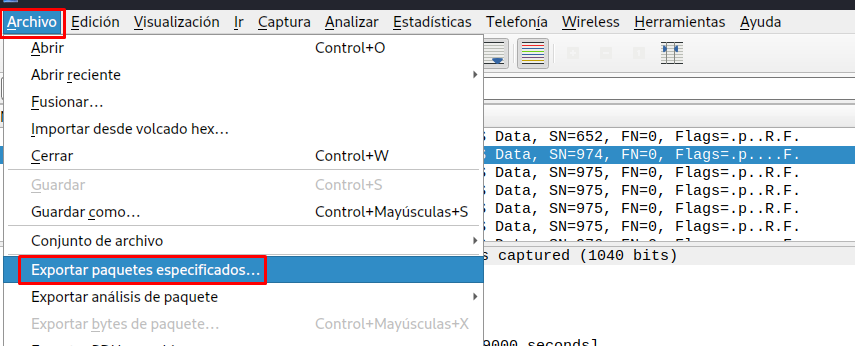 Archivo Edición Visualización Ir Captura Analizar Estadísticas Telefonía Wireless Herramientas Ayuda
Abrir Control+O
Abrir reciente
Fusionar…
Importar desde volcado hex…
Cerrar Control+W
Guardar Control+S
Guardar como… Control+Mayúsculas+S
Conjunto de archivo
Exportar paquetes especificados…
Exportar análisis de paquete
Exportar bytes de paquete… Control+Mayúsculas+X
Data, SN=652, FN=0, Flags=.p..R.F.
Data, SN=974, FN=0, Flags=.p....F.
Data, SN=975, FN=0, Flags=.p..R.F.
Data, SN=975, FN=0, Flags=.p..R.F.
Data, SN=975, FN=0, Flags=.p..R.F.
Data, SN=975, FN=0, Flags=.p..R.F.
captured (1040 bits)
seconds]